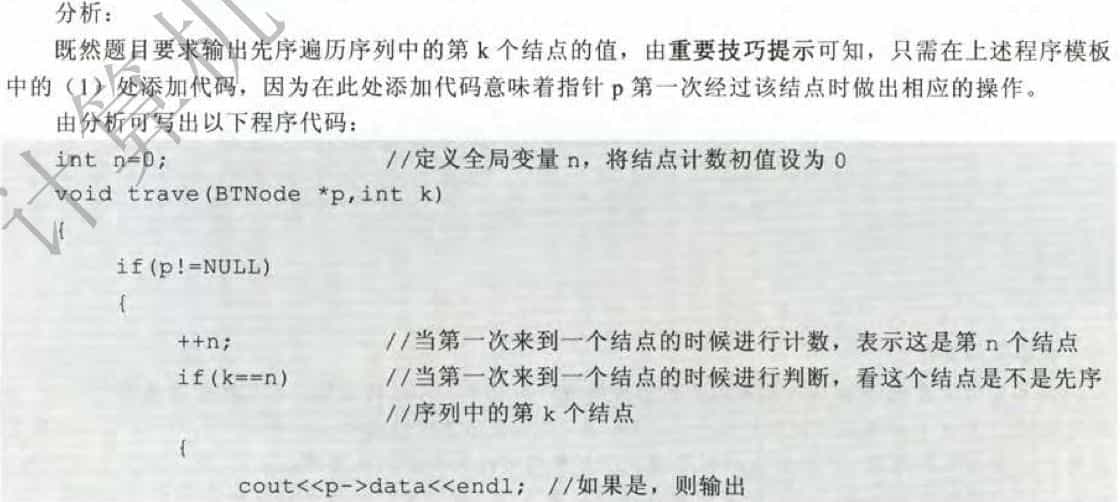 分析：
既然题目要求输出先序遍历序列中的第 k 个结点的值，由重要技巧提示可知，只需在上述程序模板
中的（1）处添加代码，因为在此处添加代码意味着指针 p 第一次经过该结点时做出相应的操作。
由分析可写出以下程序代码：
int n=0; //定义全局变量 n，将结点计数初值设为 0
void trave(BTNode *p,int k)
{
if(p!=NULL)
{
++n; //当第一次来到一个结点的时候进行计数，表示这是第 n 个结点
if(k==n) //当第一次来到一个结点的时候进行判断，看这个结点是不是先序
//序列中的第 k 个结点
{
cout<<p->data<<endl; //如果是，则输出
计算机